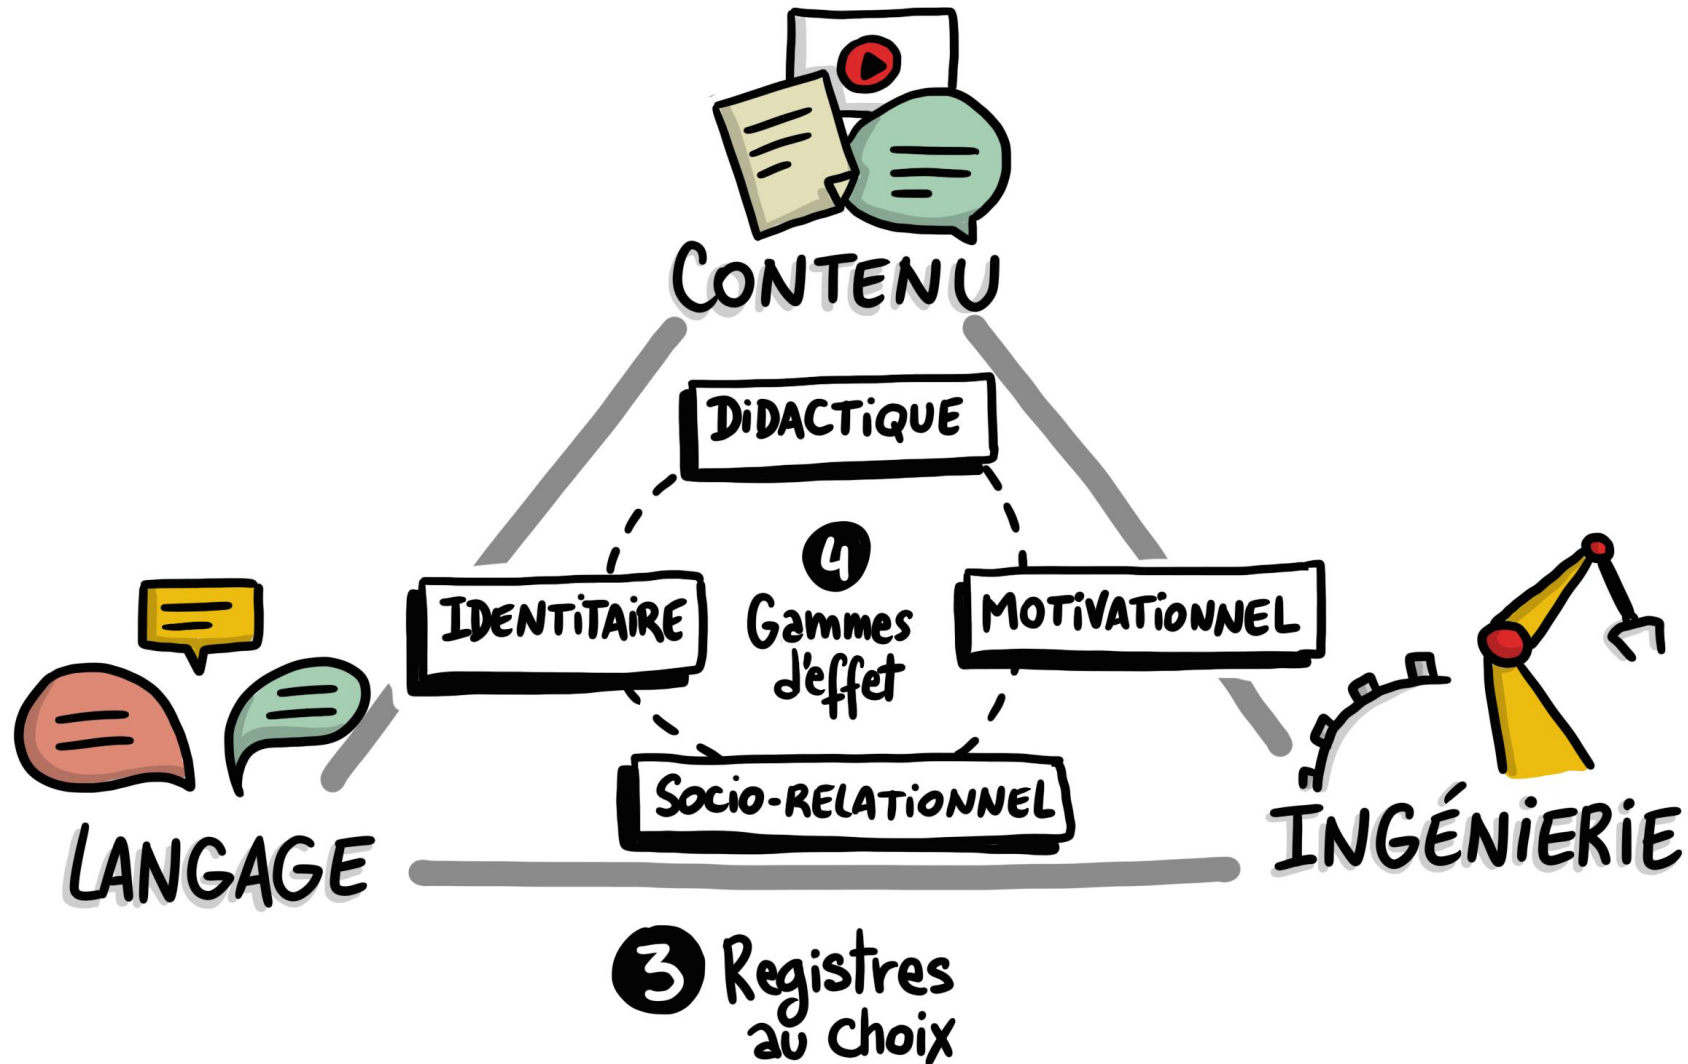 CONTENU
DiDACTiQUE
4
IDENTiTAiRE
Gammes
d'effet
MOTiVATiONNEL
SOCiO-RELATiONNEL
LANGAGE
INGÉNiERiE
3 Registres
au choix